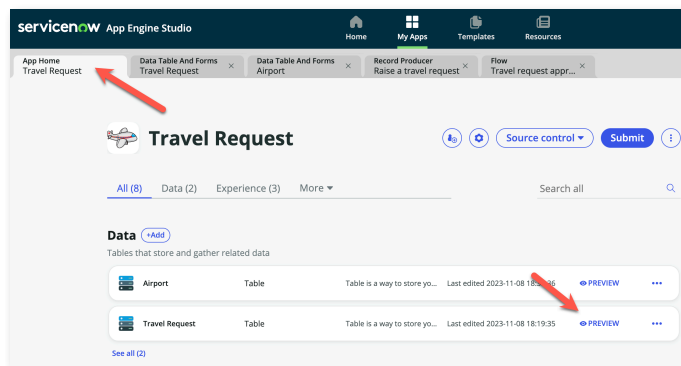 servicenow App Engine Studio
Home
My Apps
Templates
Resources
App Home
Travel Request
Data Table And Forms
Travel Request
Data Table And Forms
Airport
Record Producer
Raise a travel request
Flow
Travel request appr...
Travel Request
Source control
Submit
All (8)
Data (2)
Experience (3)
More
Search all
Data
+Add
Tables that store and gather related data
Airport
Table
Table is a way to store yo...
Last edited 2023-11-08
PREVIEW
Travel Request
Table
Table is a way to store yo...
Last edited 2023-11-08 18:19:35
PREVIEW
See all (2)